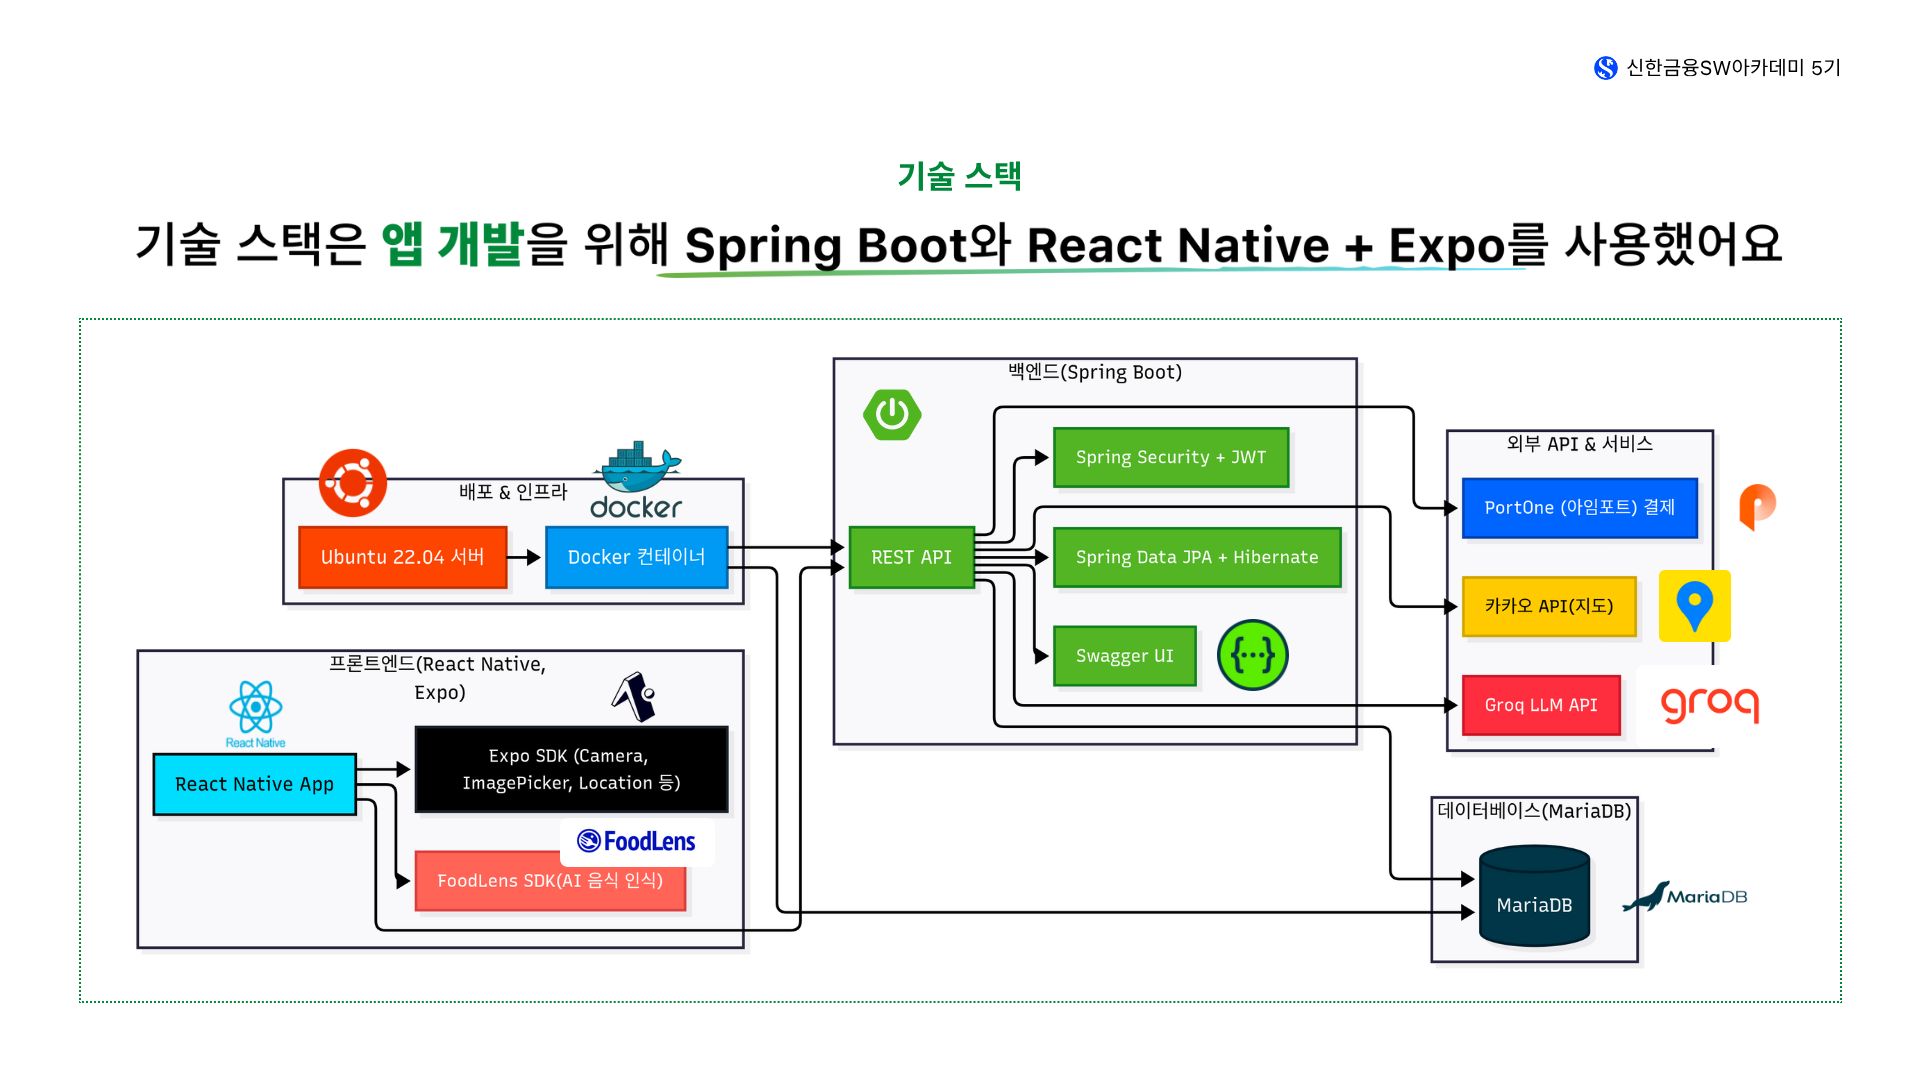 신한금융SW아카데미 5기
기술 스택
기술 스택은 앱 개발을 위해 Spring Boot와 React Native + Expo를 사용했어요
배포 & 인프라
docker
Ubuntu 22.04 서버
Docker 컨테이너
프론트엔드(React Native,
Expo)
React Native
React Native App
Expo SDK (Camera,
ImagePicker, Location 등)
FoodLens
FoodLens SDK(AI 음식 인식)
백엔드(Spring Boot)
REST API
Spring Security + JWT
Spring Data JPA + Hibernate
Swagger UI
{···}
외부 API & 서비스
PortOne (아임포트) 결제
카카오 API(지도)
Groq LLM API
groq
데이터베이스(MariaDB)
MariaDB
MariaDB